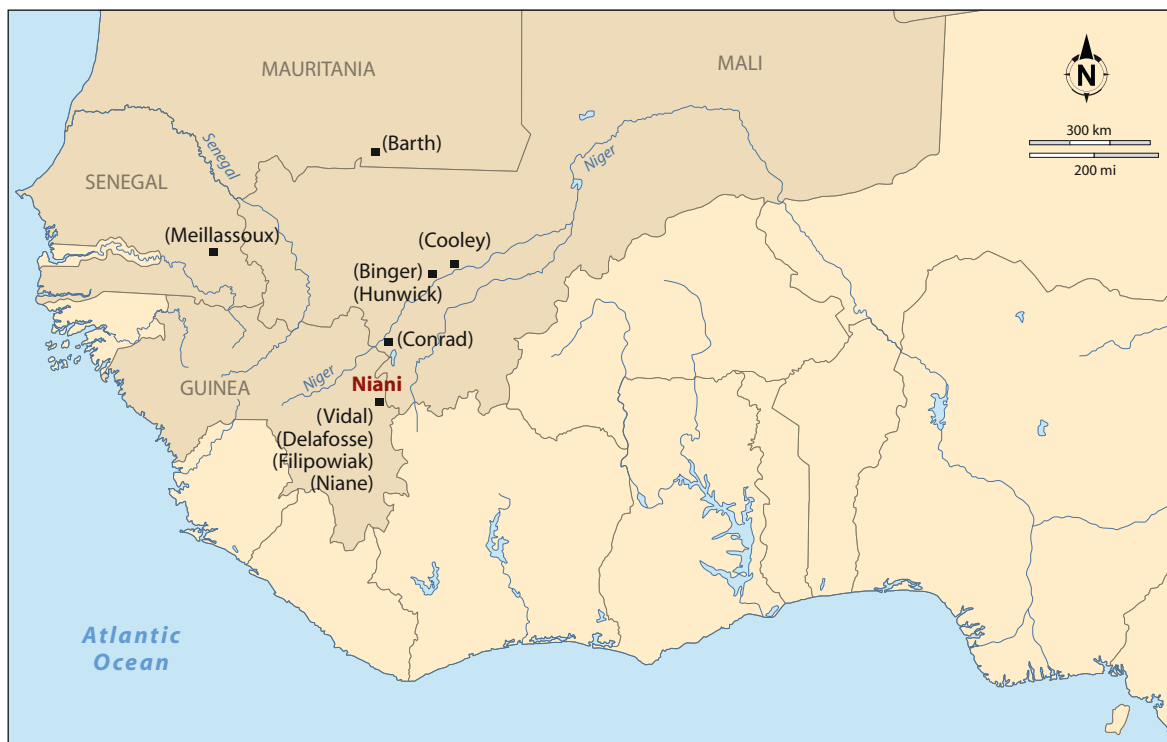 MAURITANIA
MALI
N
300 km
200 mi
(Barth)
Senegal
Niger
SENEGAL
(Meillassoux)
(Cooley)
(Binger)
(Hunwick)
(Conrad)
Niger
GUINEA
Niani
(Vidal)
(Delafosse)
(Filipowiak)
(Niane)
Atlantic
Ocean